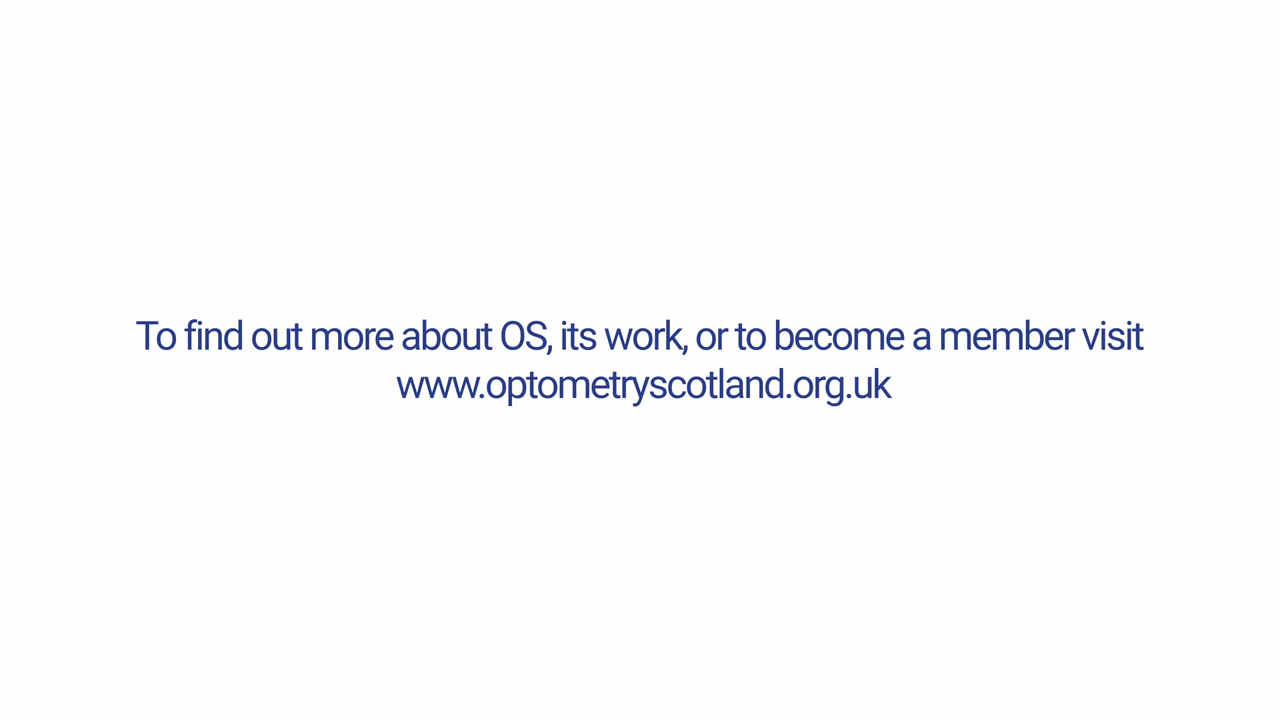 To find out more about OS, its work, or to become a member visit
www.optometryscotland.org.uk